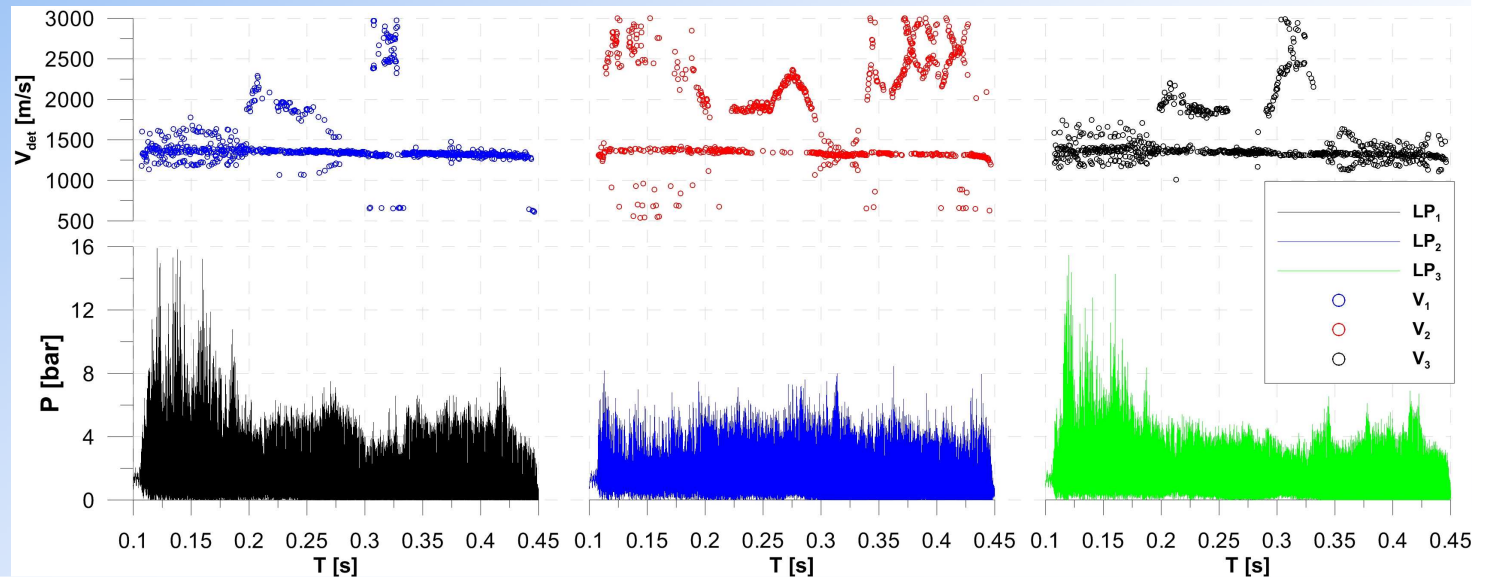 3000
2500
2000
1500
1000
500
V_det [m/s]
16
12
8
4
0
P [bar]
LP₁
LP₂
LP₃
V₁
V₂
V₃
0.1 0.15 0.2 0.25 0.3 0.35 0.4 0.45 0.1 0.15 0.2 0.25 0.3 0.35 0.4 0.45 0.1 0.15 0.2 0.25 0.3 0.35 0.4 0.45
T [s] T [s] T [s]